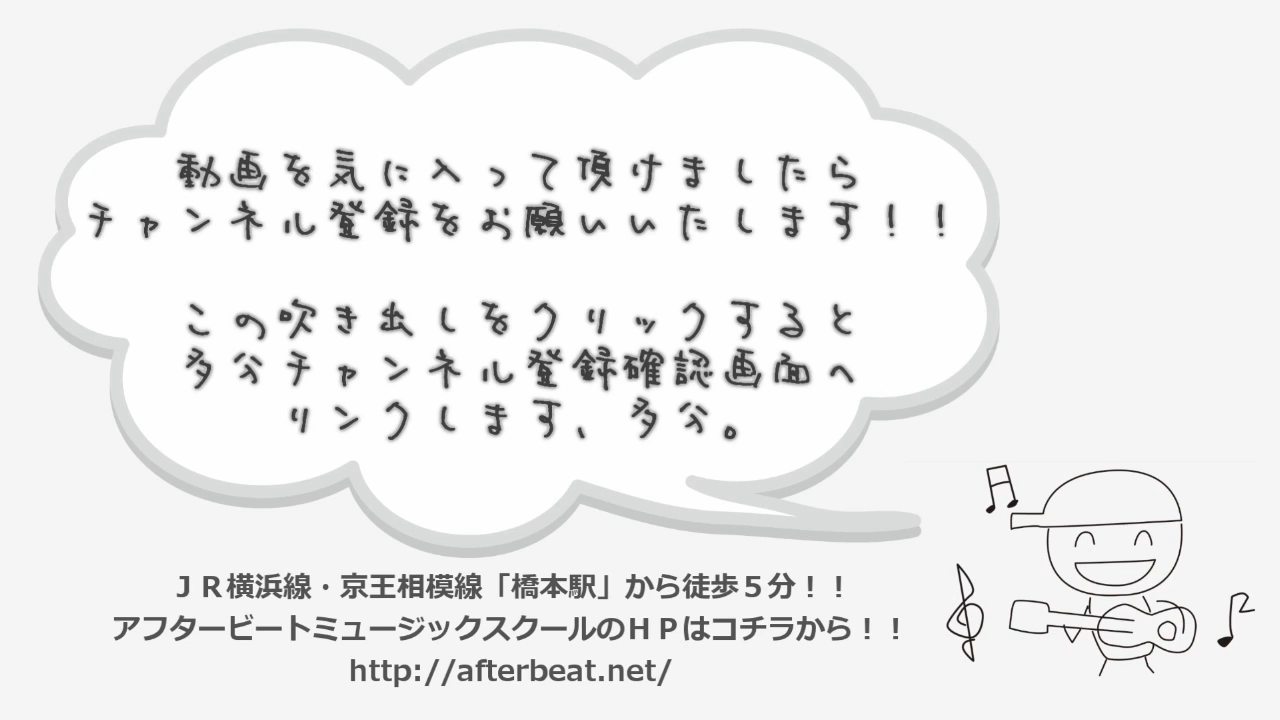 動画を気に入って頂けましたら
チャンネル登録をお願いいたします！！
この吹き出しをクリックすると
多分チャンネル登録確認画面へ
リンクします、多分。
ＪＲ横浜線・京王相模線「橋本駅」から徒歩５分！！
アフタービートミュージックスクールのＨＰはコチラから！！
http://afterbeat.net/